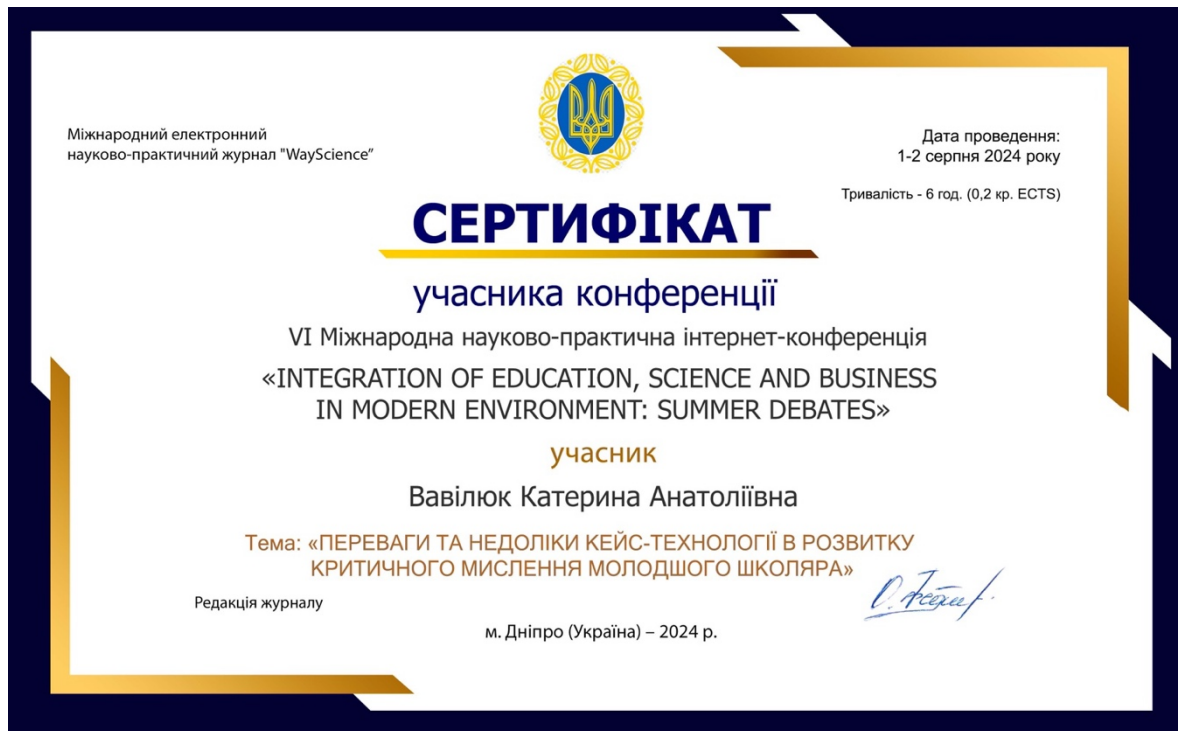 Міжнародний електронний
науково-практичний журнал "WayScience"
Дата проведення:
1-2 серпня 2024 року
Тривалість - 6 год. (0,2 кр. ECTS)
СЕРТИФІКАТ
учасника конференції
VI Міжнародна науково-практична інтернет-конференція
«INTEGRATION OF EDUCATION, SCIENCE AND BUSINESS
IN MODERN ENVIRONMENT: SUMMER DEBATES»
учасник
Вавілюк Катерина Анатоліївна
Тема: «ПЕРЕВАГИ ТА НЕДОЛІКИ КЕЙС-ТЕХНОЛОГІЇ В РОЗВИТКУ
КРИТИЧНОГО МИСЛЕННЯ МОЛОДШОГО ШКОЛЯРА»
Редакція журналу
м. Дніпро (Україна) – 2024 р.